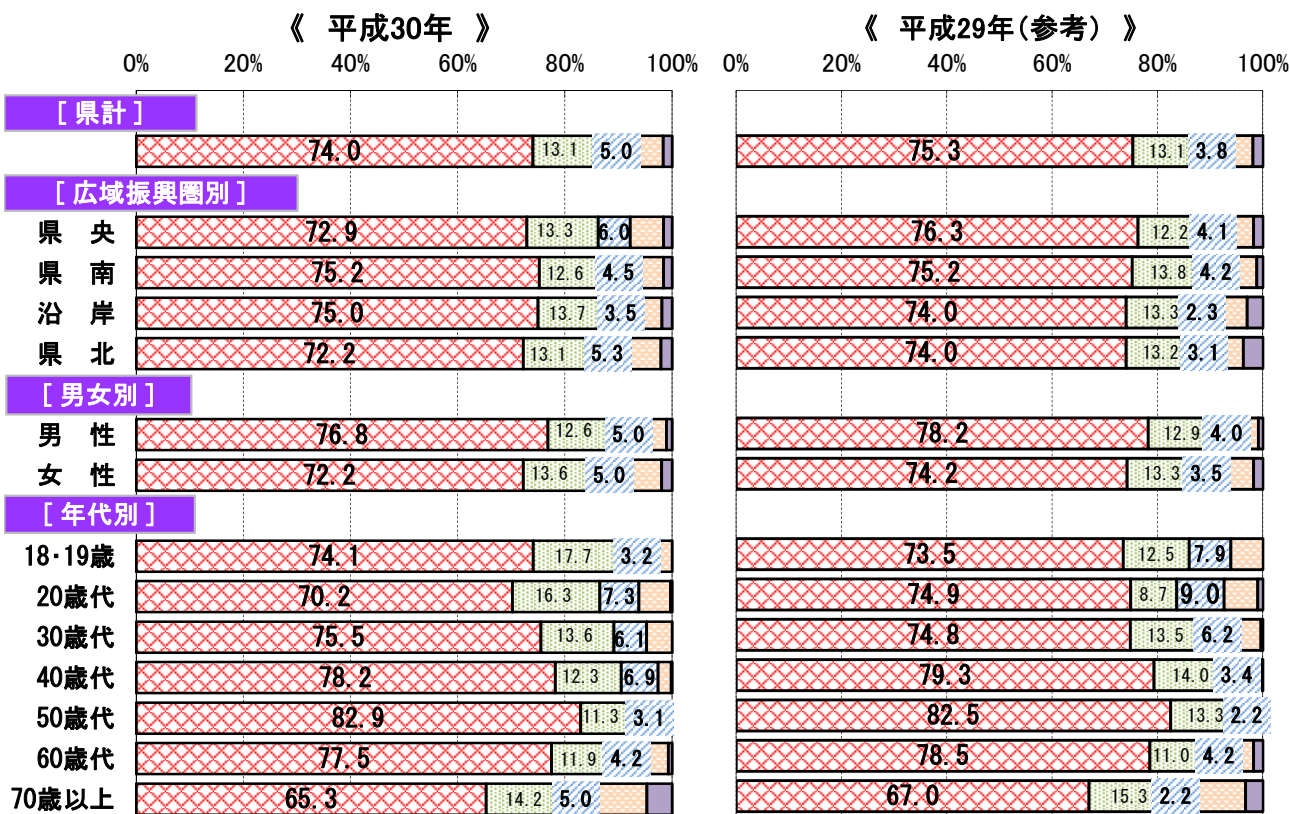 《 平成30年 》 《 平成29年(参考) 》
0% 20% 40% 60% 80% 100% 0% 20% 40% 60% 80% 100%
[ 県計 ]
74.0 13.1 5.0 75.3 13.1 3.8
[ 広域振興圏別 ]
県 央 72.9 13.3 6.0 76.3 12.2 4.1
県 南 75.2 12.6 4.5 75.2 13.8 4.2
沿 岸 75.0 13.7 3.5 74.0 13.3 2.3
県 北 72.2 13.1 5.3 74.0 13.2 3.1
[ 男女別 ]
男 性 76.8 12.6 5.0 78.2 12.9 4.0
女 性 72.2 13.6 5.0 74.2 13.3 3.5
[ 年代別 ]
18・19歳 74.1 17.7 3.2 73.5 12.5 7.9
20歳代 70.2 16.3 7.3 74.9 8.7 9.0
30歳代 75.5 13.6 6.1 74.8 13.5 6.2
40歳代 78.2 12.3 6.9 79.3 14.0 3.4
50歳代 82.9 11.3 3.1 82.5 13.3 2.2
60歳代 77.5 11.9 4.2 78.5 11.0 4.2
70歳以上 65.3 14.2 5.0 67.0 15.3 2.2